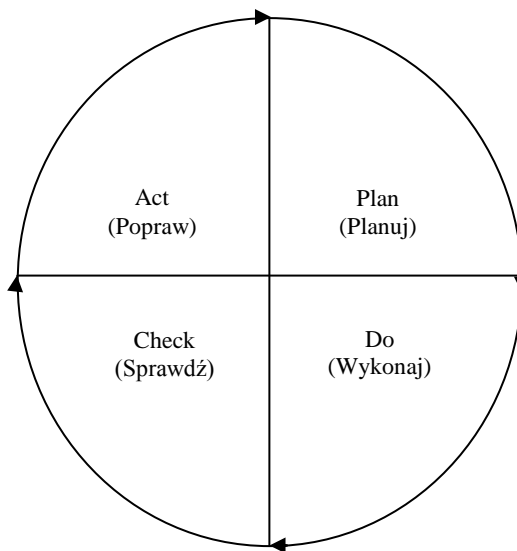 Act
(Popraw)
Plan
(Planuj)
Check
(Sprawdź)
Do
(Wykonaj)